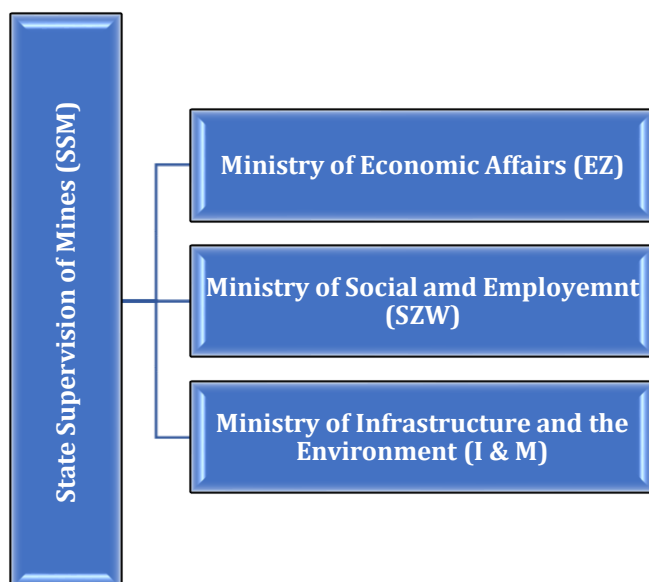 State Supervision of Mines (SSM)
Ministry of Economic Affairs (EZ)
Ministry of Social amd Employemnt
(SZW)
Ministry of Infrastructure and the
Environment (I & M)